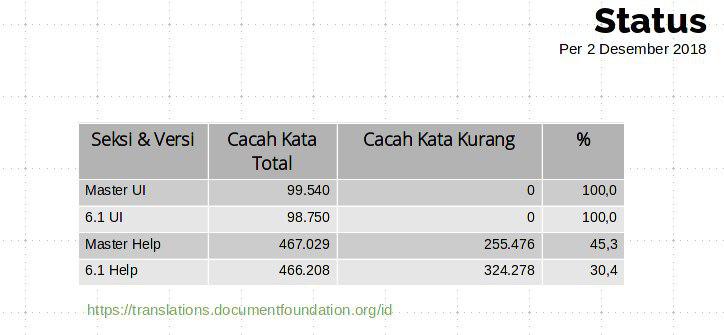 Status
Per 2 Desember 2018
Seksi & Versi Cacah Kata Total Cacah Kata Kurang %
Master UI 99.540 0 100,0
6.1 UI 98.750 0 100,0
Master Help 467.029 255.476 45,3
6.1 Help 466.208 324.278 30,4
https://translations.documentfoundation.org/id